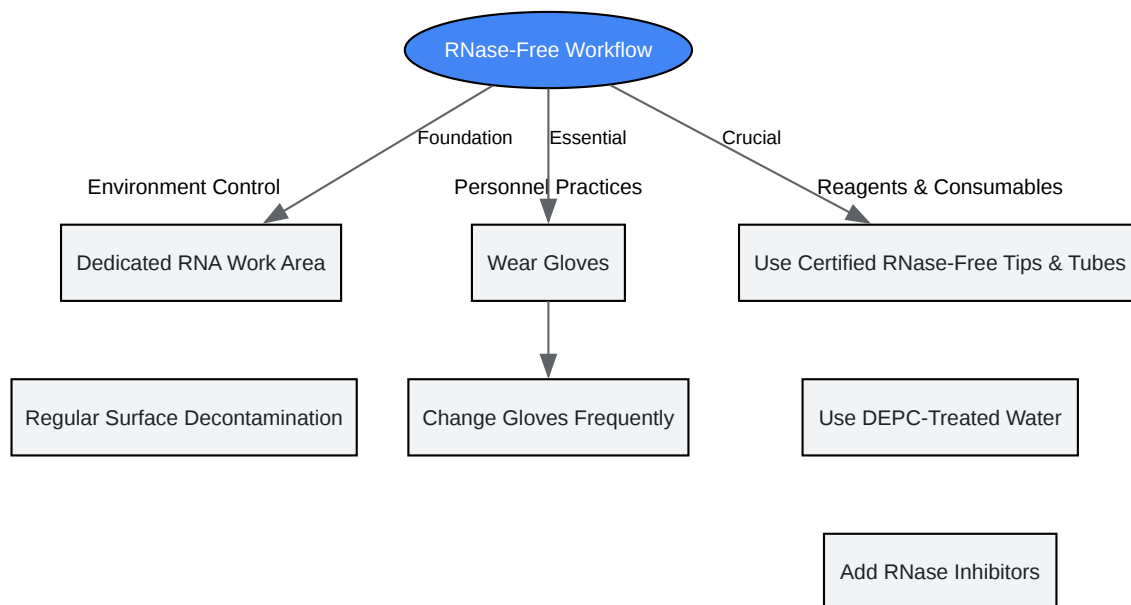 RNase-Free Workflow
Foundation
Essential
Crucial
Environment Control
Personnel Practices
Reagents & Consumables
Dedicated RNA Work Area
Wear Gloves
Use Certified RNase-Free Tips & Tubes
Regular Surface Decontamination
Change Gloves Frequently
Use DEPC-Treated Water
Add RNase Inhibitors